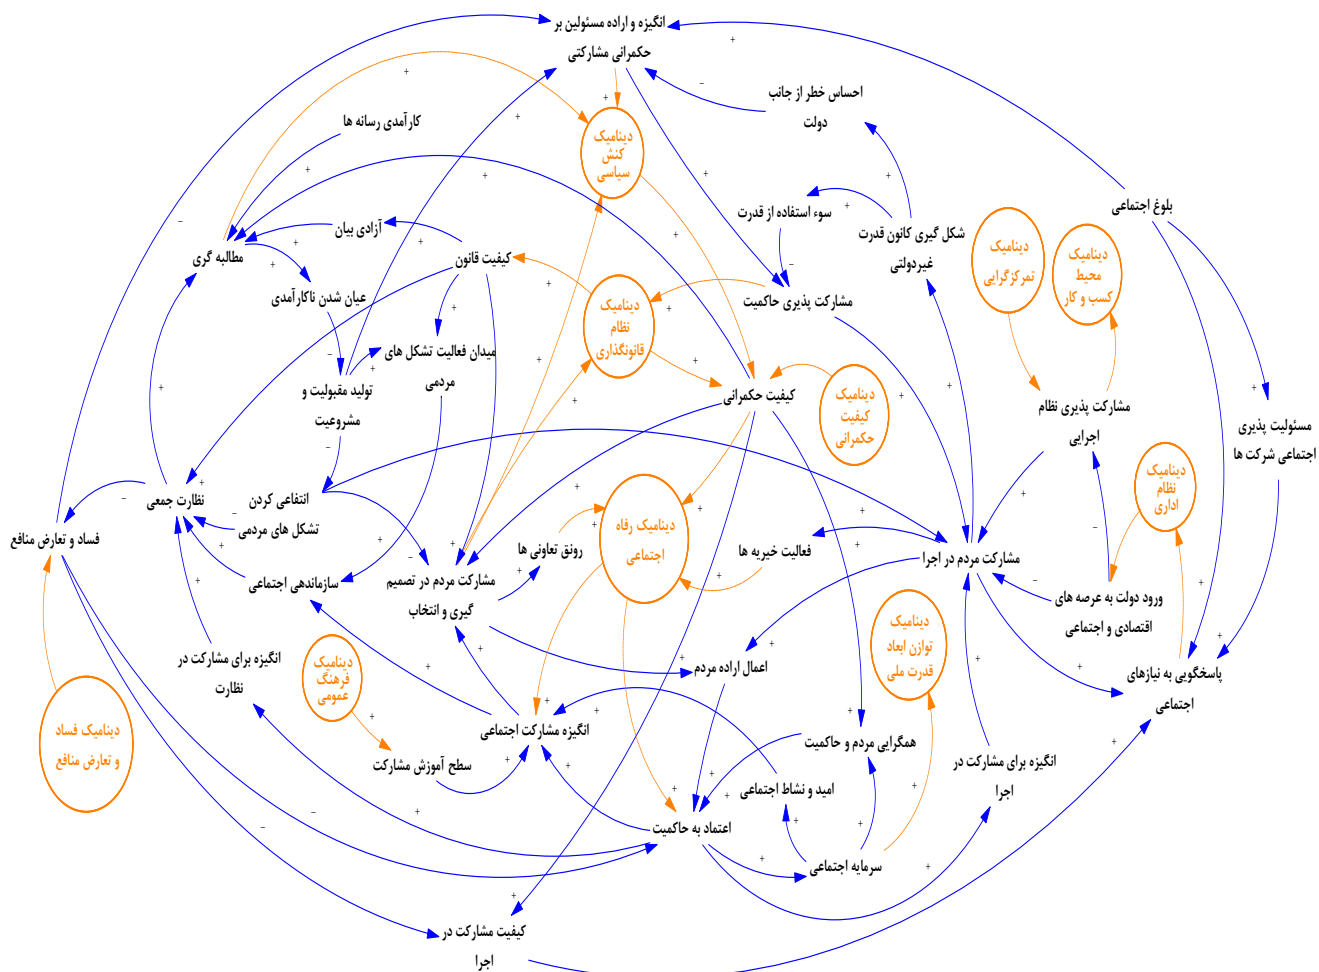 انگیزه و اراده مسئولین بر
حکمرانی مشارکتی
احساس خطر از جانب
دولت
کارآمدی رسانه ها
دینامیک
کنش
سیاسی
بلوغ اجتماعی
سوء استفاده از قدرت
شکل گیری کانون قدرت
غیردولتی
آزادی بیان
مطالبه گری
کیفیت قانون
دینامیک
تمرکزگرایی
دینامیک
محیط
کسب و کار
عیان شدن ناکارآمدی
مشارکت پذیری حاکمیت
دینامیک
نظام
قانونگذاری
میدان فعالیت تشکل های
مردمی
تولید مقبولیت و
مشروعیت
کیفیت حکمرانی
دینامیک
کیفیت
حکمرانی
مشارکت پذیری نظام
اجرایی
مسئولیت پذیری
اجتماعی شرکت ها
دینامیک
نظام
اداری
نظارت جمعی
انتفاعی کردن
تشکل های مردمی
فساد و تعارض منافع
دینامیک رفاه
اجتماعی
رونق تعاونی ها
فعالیت خیریه ها
مشارکت مردم در اجرا
سازماندهی اجتماعی
مشارکت مردم در تصمیم
گیری و انتخاب
ورود دولت به عرصه های
اقتصادی و اجتماعی
دینامیک
توازن ابعاد
قدرت ملی
انگیزه برای مشارکت در
نظارت
دینامیک
فرهنگ
عمومی
اعمال اراده مردم
پاسخگویی به نیازهای
اجتماعی
دینامیک فساد
و تعارض منافع
انگیزه مشارکت اجتماعی
همگرایی مردم و حاکمیت
سطح آموزش مشارکت
انگیزه برای مشارکت در
اجرا
امید و نشاط اجتماعی
اعتماد به حاکمیت
سرمایه اجتماعی
کیفیت مشارکت در
اجرا